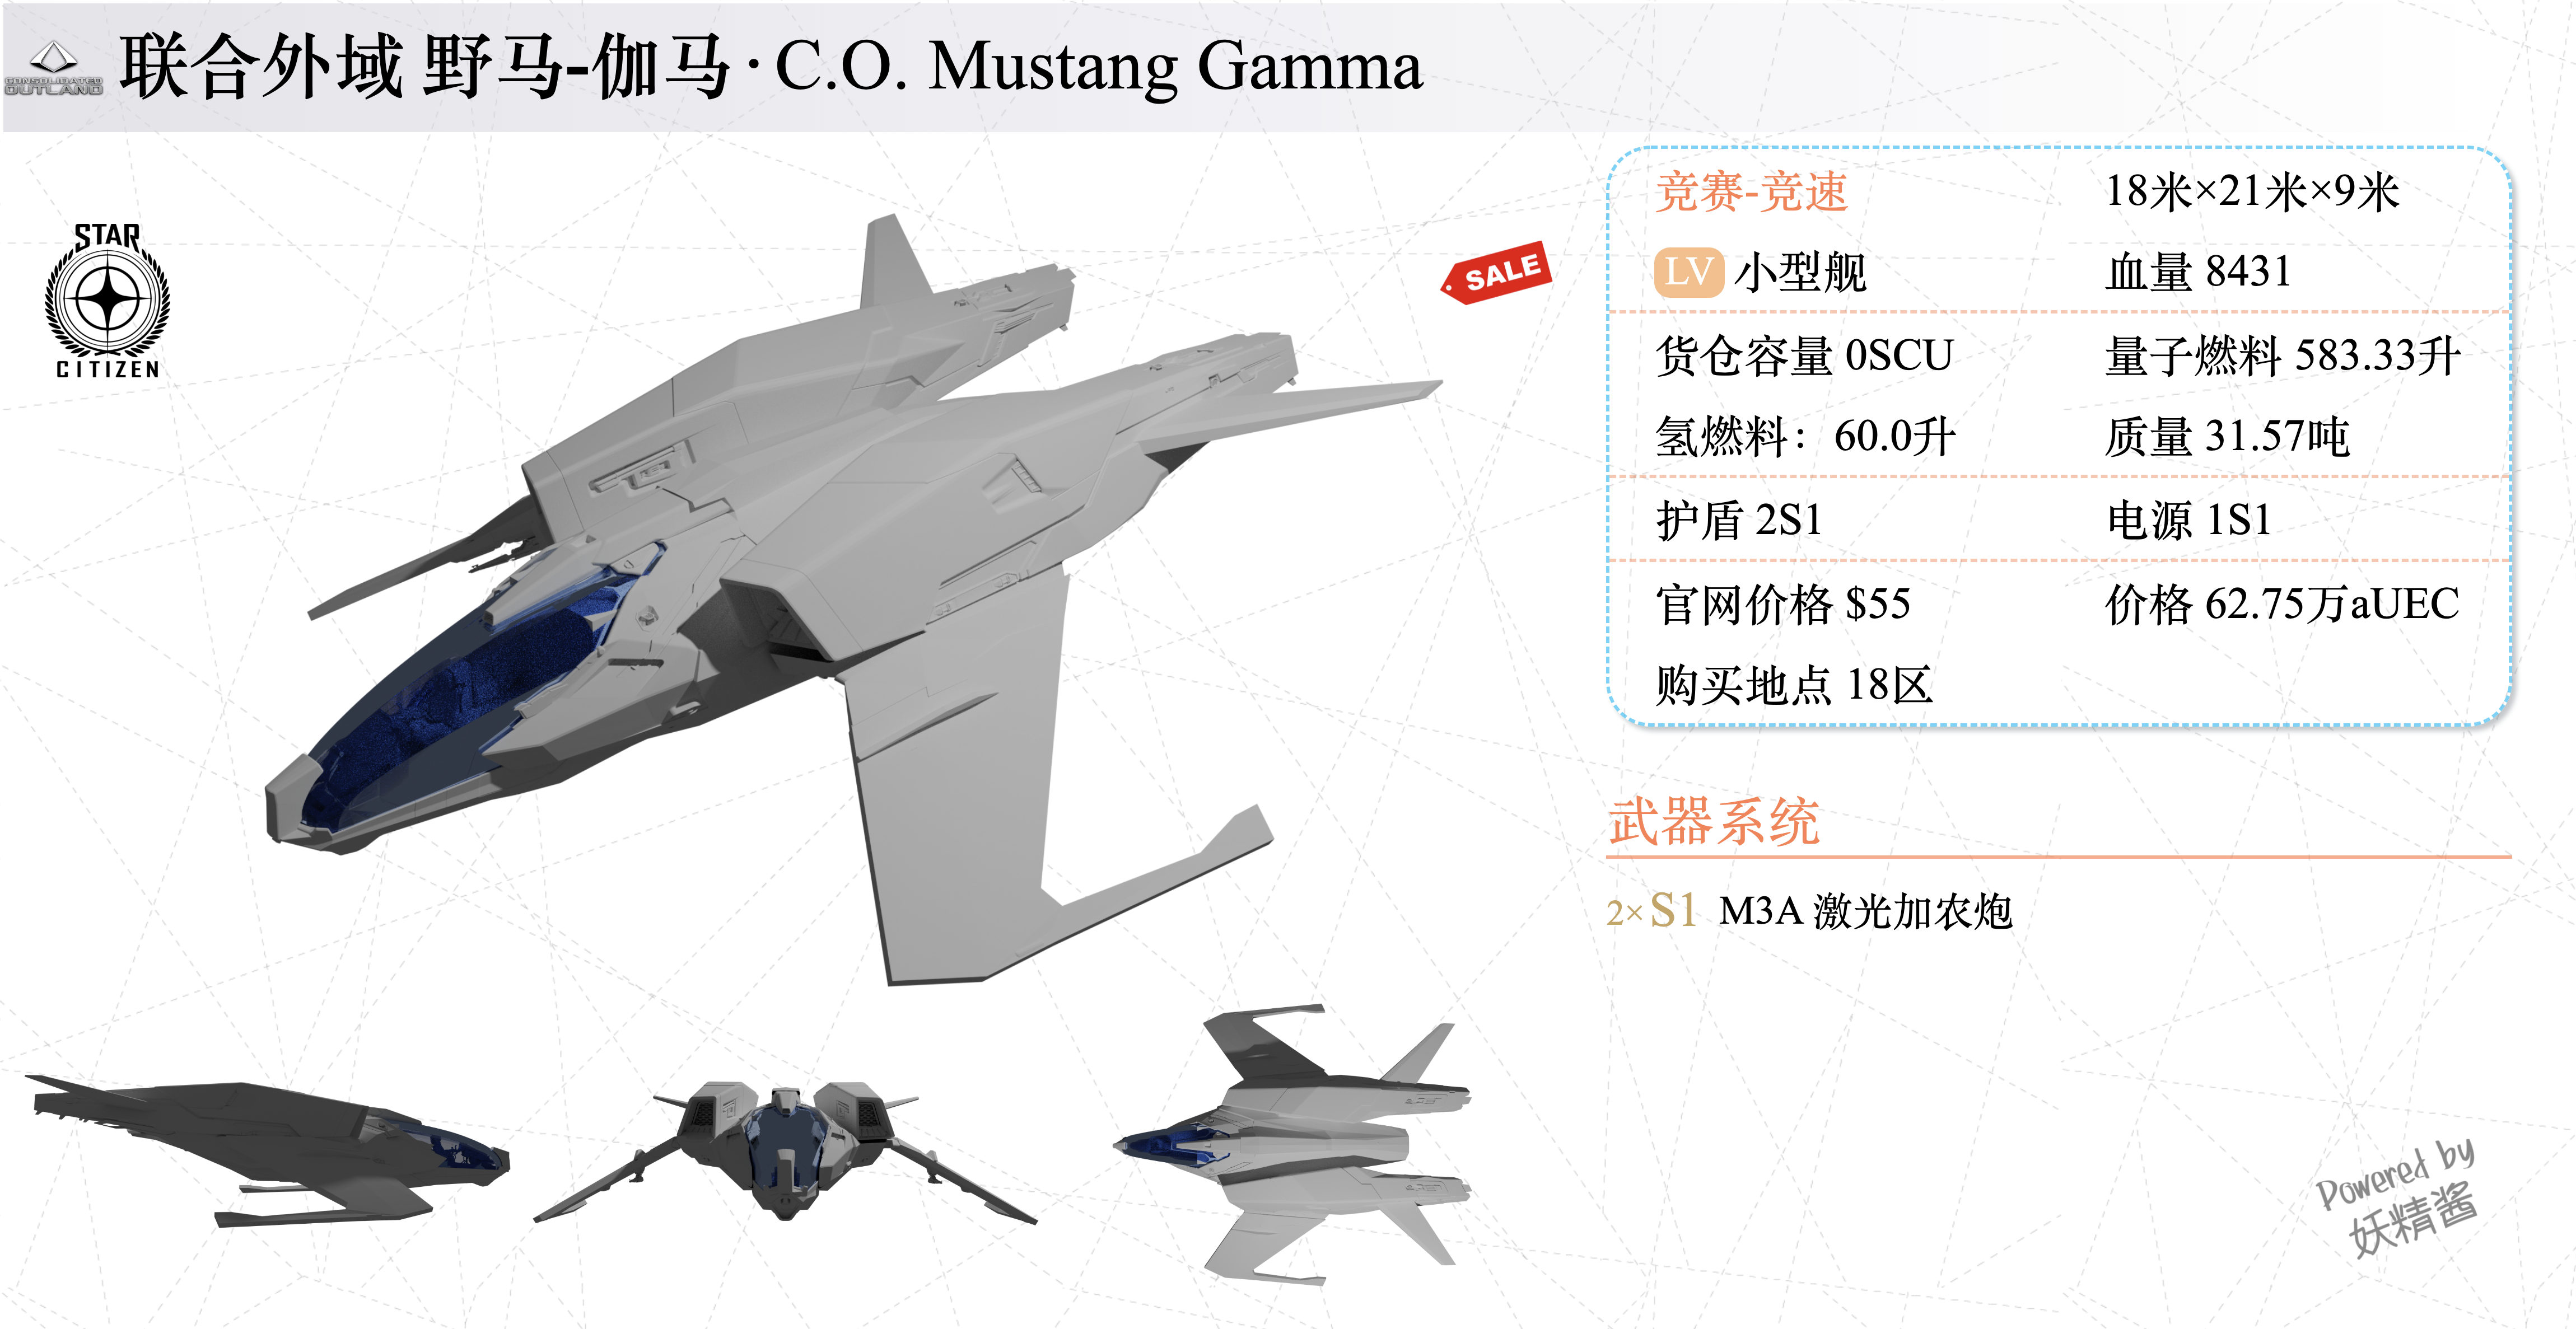 CONSOLIDATED
OUTLAND
联合外域 野马-伽马·C.O. Mustang Gamma
STAR
CITIZEN
SALE
竞赛-竞速 18米×21米×9米
LV 小型舰 血量 8431
货仓容量 0SCU 量子燃料 583.33升
氢燃料：60.0升 质量 31.57吨
护盾 2S1 电源 1S1
官网价格 $55 价格 62.75万aUEC
购买地点 18区
武器系统
2× S1 M3A 激光加农炮
Powered by
妖精酱